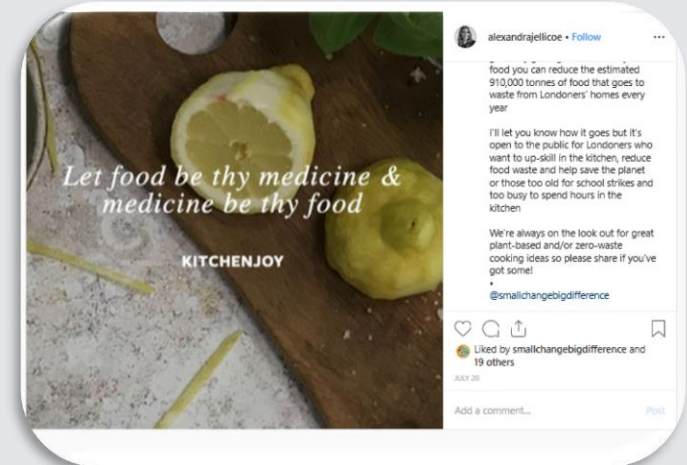 Let food be thy medicine &
medicine be thy food
KITCHENJOY
alexandrajellicoe • Follow
food you can reduce the estimated
910,000 tonnes of food that goes to
waste from Londoners' homes every
year
I'll let you know how it goes but it's
open to the public for Londoners who
want to up-skill in the kitchen, reduce
food waste and help save the planet
or those too old for school strikes and
too busy to spend hours in the
kitchen
We're always on the look out for great
plant-based and/or zero-waste
cooking ideas so please share if you've
got some!
•
@smallchangebigdifference
Liked by smallchangebigdifference and
19 others
JULY 20
Add a comment...
Post